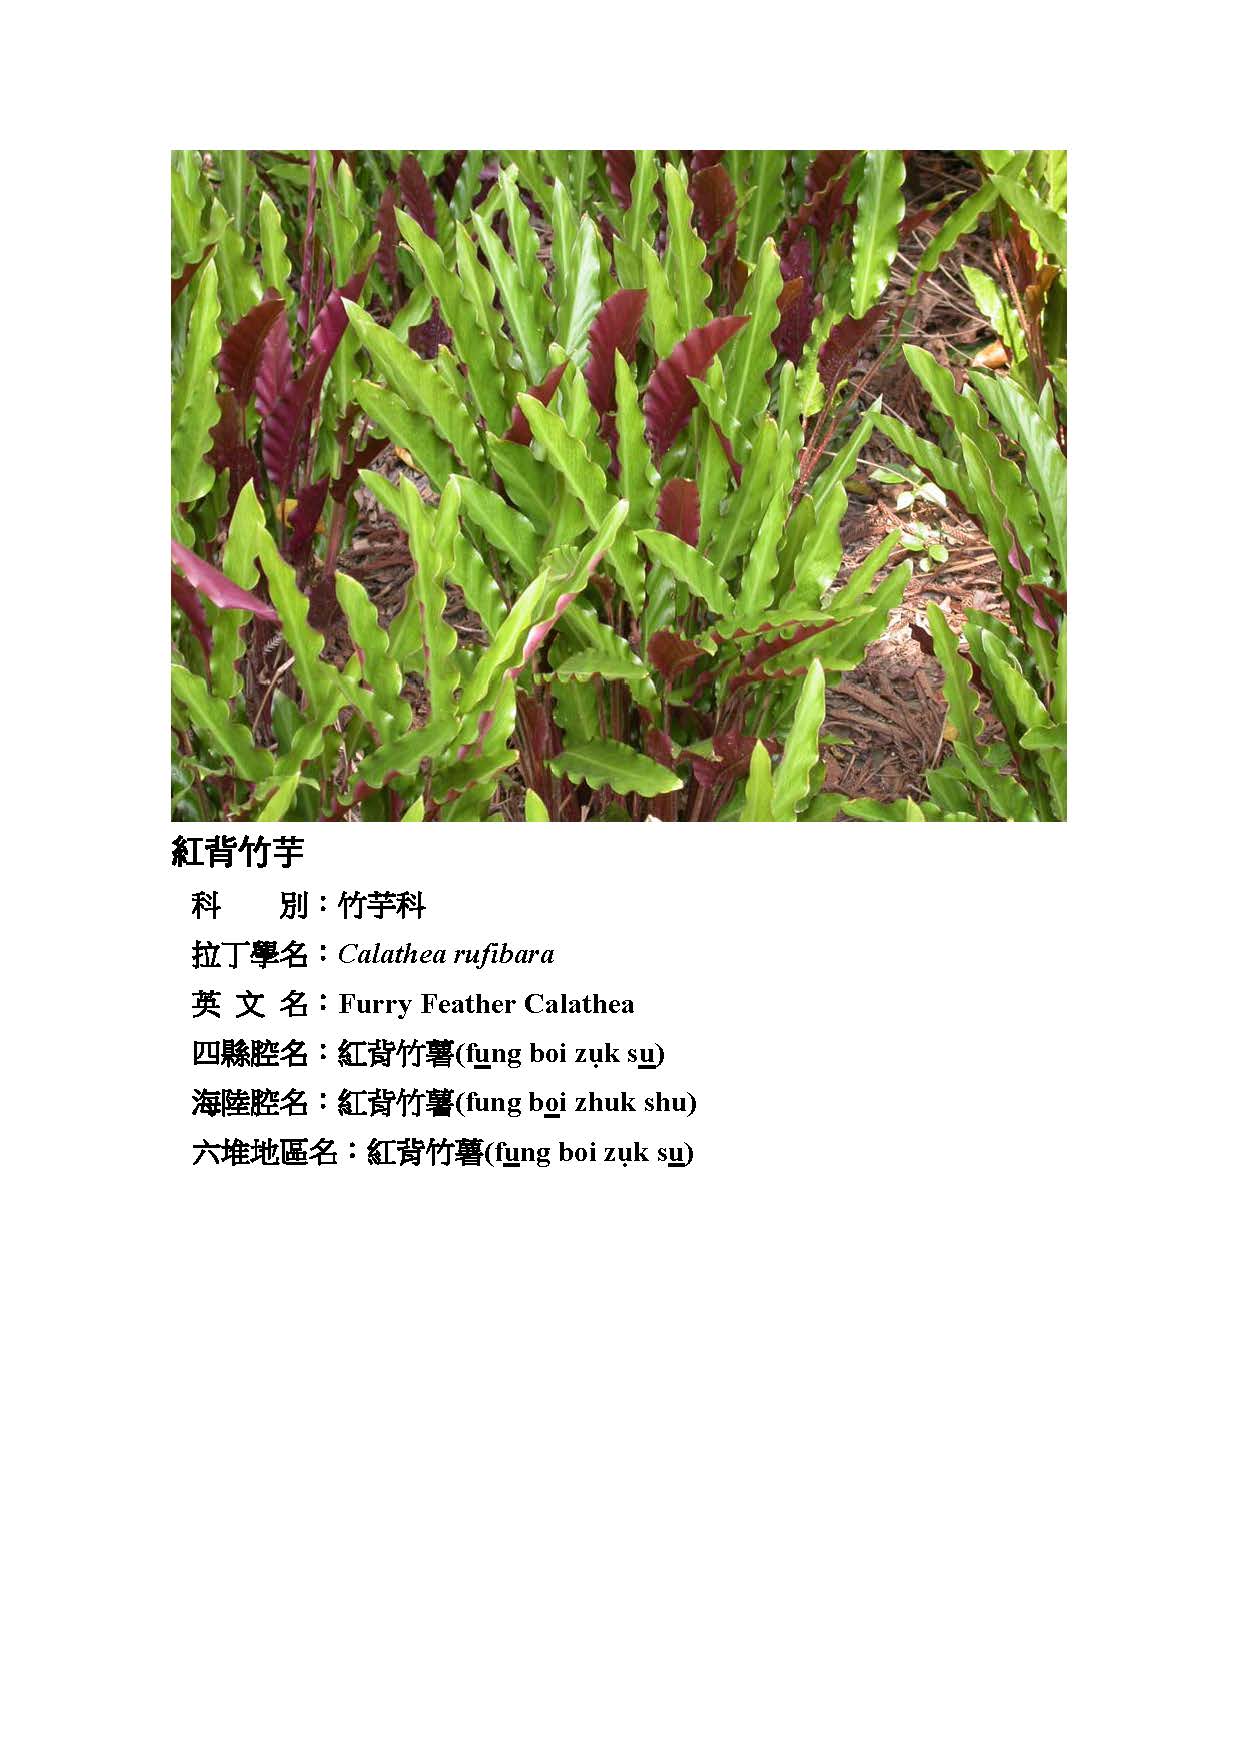 紅背竹芋
科　　別：竹芋科
拉丁學名：Calathea rufibara
英 文 名：Furry Feather Calathea
四縣腔名：紅背竹薯(fung boi zụk su)
海陸腔名：紅背竹薯(fung boi zhuk shu)
六堆地區名：紅背竹薯(fung boi zụk su)